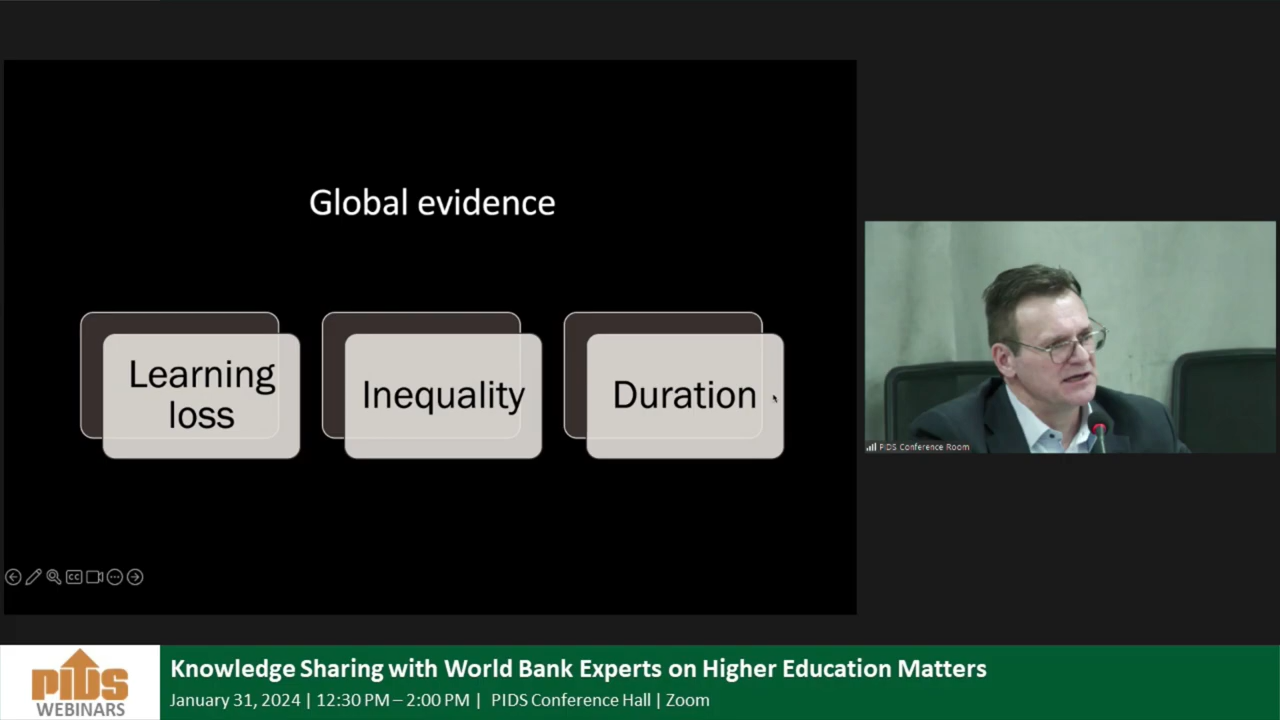 Global evidence
Learning
loss
Inequality
Duration
CC
PIDS Conference Room
PIDS
WEBINARS
Knowledge Sharing with World Bank Experts on Higher Education Matters
January 31, 2024 | 12:30 PM – 2:00 PM | PIDS Conference Hall | Zoom